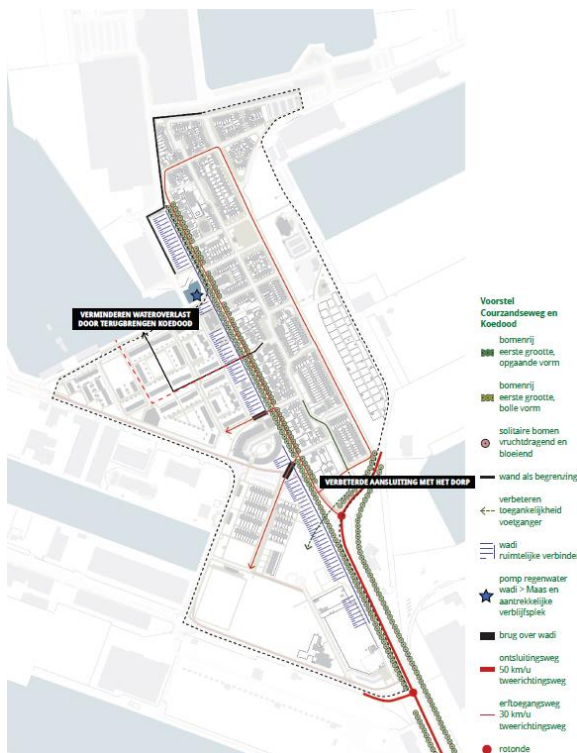 VERMINDEREN WATEROVERLAST
DOOR TERUGBRENGEN KOEDOOD
VERBETERDE AANSLUITING MET HET DORP
Voorstel
Courzandseweg en
Koedood
bomenrij
eerste grootte,
opgaande vorm
bomenrij
eerste grootte,
bolle vorm
solitaire bomen
vruchtdragend en
bloeiend
wand als begrenzing
verbeteren
toegankelijkheid
voetganger
wadi
ruimtelijke verbinden
pomp regenwater
wadi > Maas en
aantrekkelijke
verblijfsplek
brug over wadi
ontsluitingsweg
50 km/u
tweerichtingsweg
erftoegangsweg
30 km/u
tweerichtingsweg
rotonde